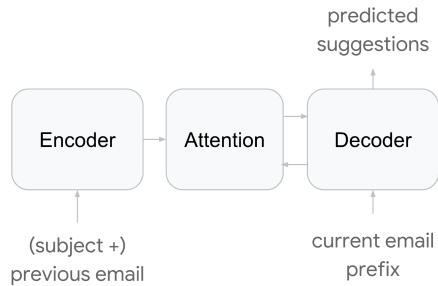 predicted
suggestions
Encoder
Attention
Decoder
(subject +)
previous email
current email
prefix